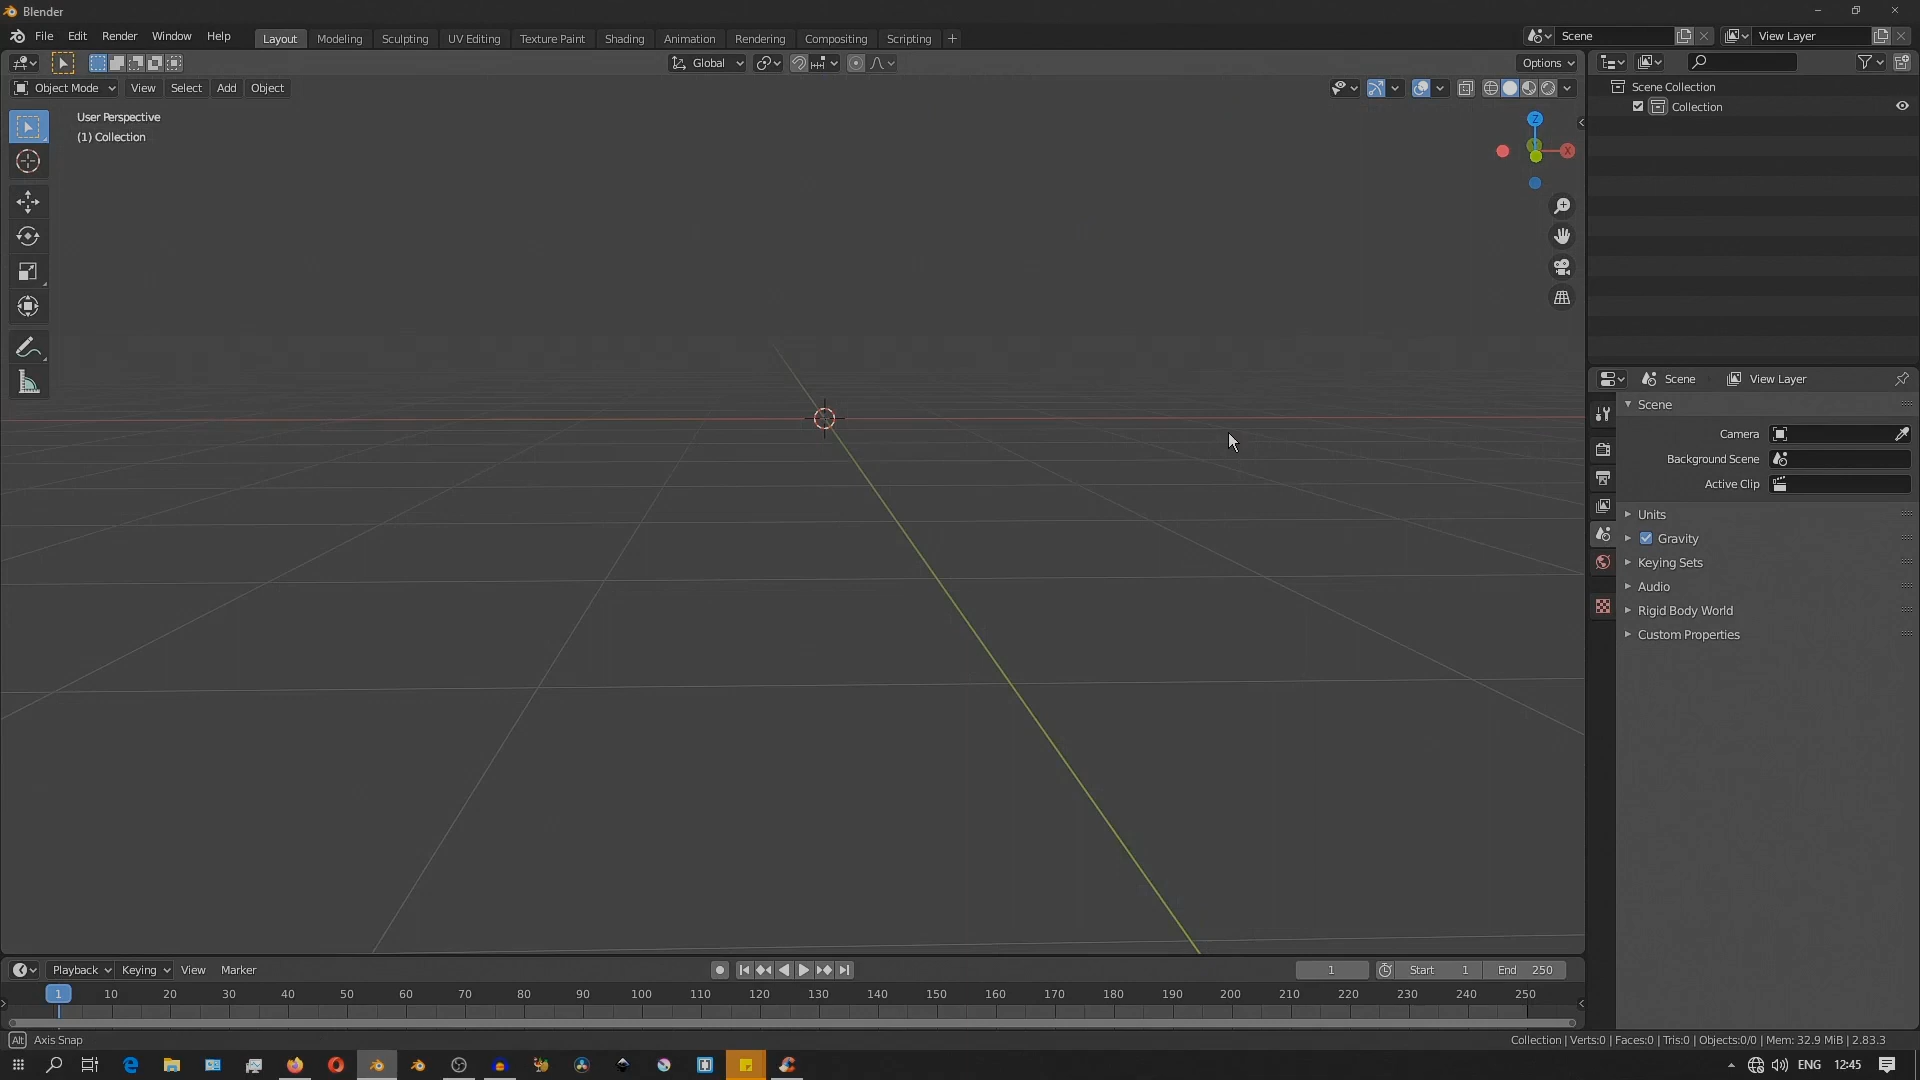 Blender
File Edit Render Window Help
Layout Modeling Sculpting UV Editing Texture Paint Shading Animation Rendering Compositing Scripting +
Scene
View Layer
Global
Options
Object Mode View Select Add Object
User Perspective
(1) Collection
Z
X
Scene Collection
Collection
Scene View Layer
Scene
Camera
Background Scene
Active Clip
Units
Gravity
Keying Sets
Audio
Rigid Body World
Custom Properties
Playback Keying View Marker
1
Start 1
End 250
1 10 20 30 40 50 60 70 80 90 100 110 120 130 140 150 160 170 180 190 200 210 220 230 240 250
Alt Axis Snap
Collection | Verts:0 | Faces:0 | Tris:0 | Objects:0/0 | Mem: 32.9 MiB | 2.83.3
ENG 12:45